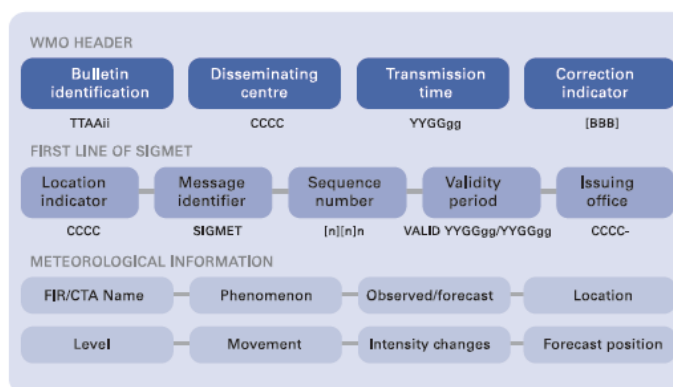 WMO HEADER
Bulletin identification
Disseminating centre
Transmission time
Correction indicator
TTAAii
CCCC
YYGGgg
[BBB]
FIRST LINE OF SIGMET
Location indicator
Message identifier
Sequence number
Validity period
Issuing office
CCCC
SIGMET
[n][n]n
VALID YYGGgg/YYGGgg
CCCC-
METEOROLOGICAL INFORMATION
FIR/CTA Name
Phenomenon
Observed/forecast
Location
Level
Movement
Intensity changes
Forecast position